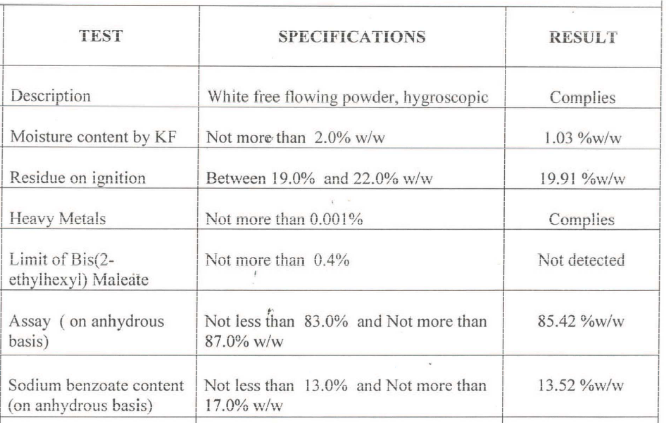 TEST SPECIFICATIONS RESULT
Description White free flowing powder, hygroscopic Complies
Moisture content by KF Not more than 2.0% w/w 1.03 %w/w
Residue on ignition Between 19.0% and 22.0% w/w 19.91 %w/w
Heavy Metals Not more than 0.001% Complies
Limit of Bis(2- Not more than 0.4% Not detected
ethylhexyl) Maleate
Assay ( on anhydrous Not less than 83.0% and Not more than 85.42 %w/w
basis) 87.0% w/w
Sodium benzoate content Not less than 13.0% and Not more than 13.52 %w/w
(on anhydrous basis) 17.0% w/w